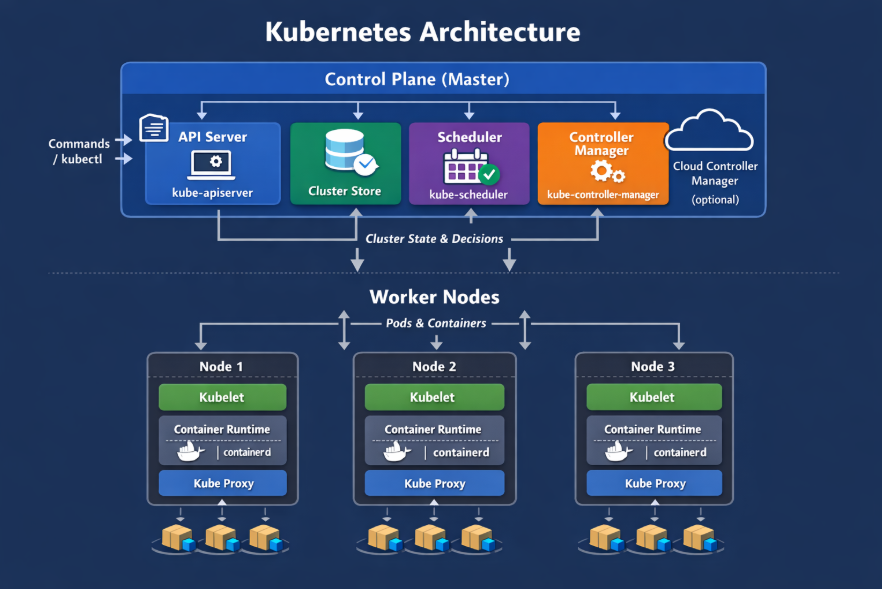 Kubernetes Architecture
Control Plane (Master)
Commands
/ kubectl
API Server
kube-apiserver
Cluster Store
Scheduler
kube-scheduler
Controller
Manager
kube-controller-manager
Cloud Controller
Manager
(optional)
Cluster State & Decisions
Worker Nodes
Pods & Containers
Node 1
Kubelet
Container Runtime
| containerd
Kube Proxy
Node 2
Kubelet
Container Runtime
| containerd
Kube Proxy
Node 3
Kubelet
Container Runtime
| containerd
Kube Proxy